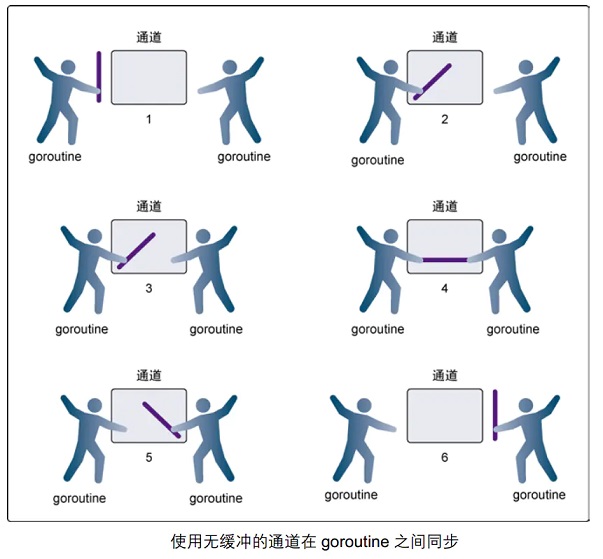 通道
通道
1
2
goroutine
goroutine
goroutine
goroutine
通道
通道
3
4
goroutine
goroutine
goroutine
goroutine
通道
通道
5
6
goroutine
goroutine
goroutine
goroutine
使用无缓冲的通道在 goroutine 之间同步